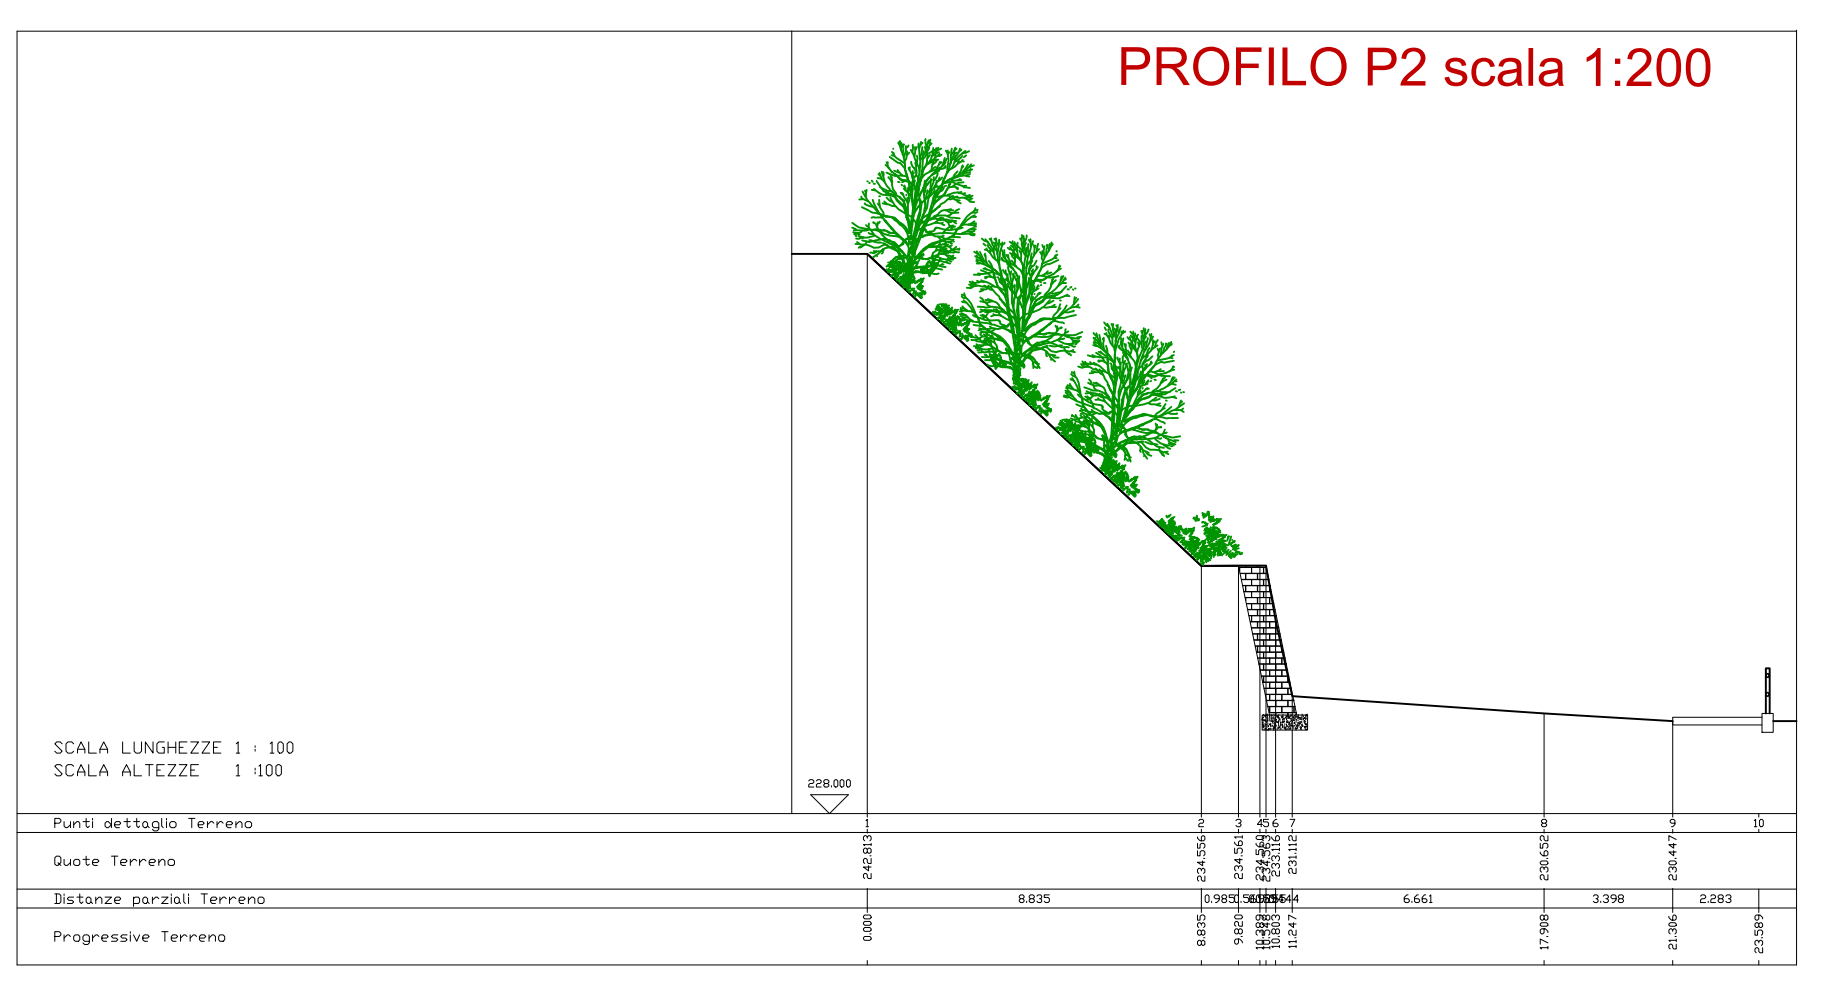 PROFILO P2 scala 1:200
SCALA LUNGHEZZE 1 : 100
SCALA ALTEZZE 1 :100
228.000
Punti dettaglio Terreno 1 2 3 4 5 6 7 8 9 10
Quote Terreno 242.813 234.556 234.561 234.560 234.563 233.116 231.112 230.652 230.447
Distanze parziali Terreno 8.835 0.985 6.661 3.398 2.283
Progressive Terreno 0.000 8.835 9.820 10.803 11.247 17.908 21.306 23.589